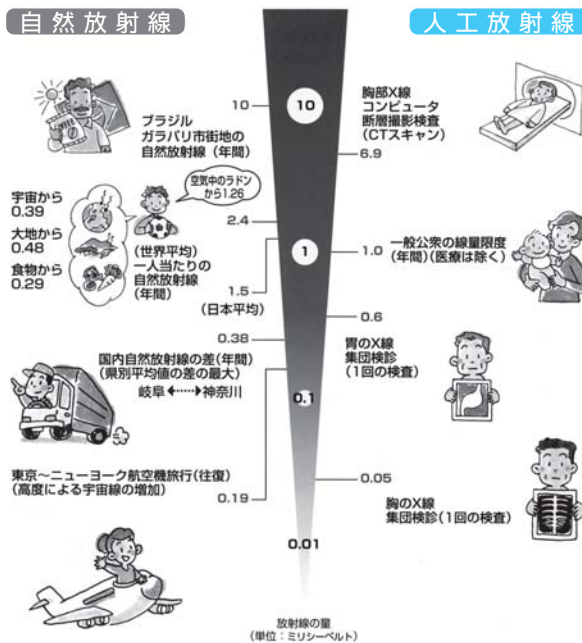 自然放射線
人工放射線
10
10
ブラジル
ガラパリ市街地の
自然放射線(年間)
胸部X線
コンピュータ
断層撮影検査
(CTスキャン)
6.9
空気中のラドン
から1.26
宇宙から
0.39
大地から
0.48
食物から
0.29
2.4
(世界平均)
一人当たりの
自然放射線
(年間)
1
1.0
一般公衆の線量限度
(年間)(医療は除く)
1.5
(日本平均)
0.6
胃のX線
集団検診
(1回の検査)
0.38
国内自然放射線の差(年間)
(県別平均値の差の最大)
岐阜◀┄┄▶神奈川
0.1
東京~ニューヨーク航空機旅行(往復)
(高度による宇宙線の増加)
0.19
0.05
胸のX線
集団検診(1回の検査)
0.01
放射線の量
(単位:ミリシーベルト)